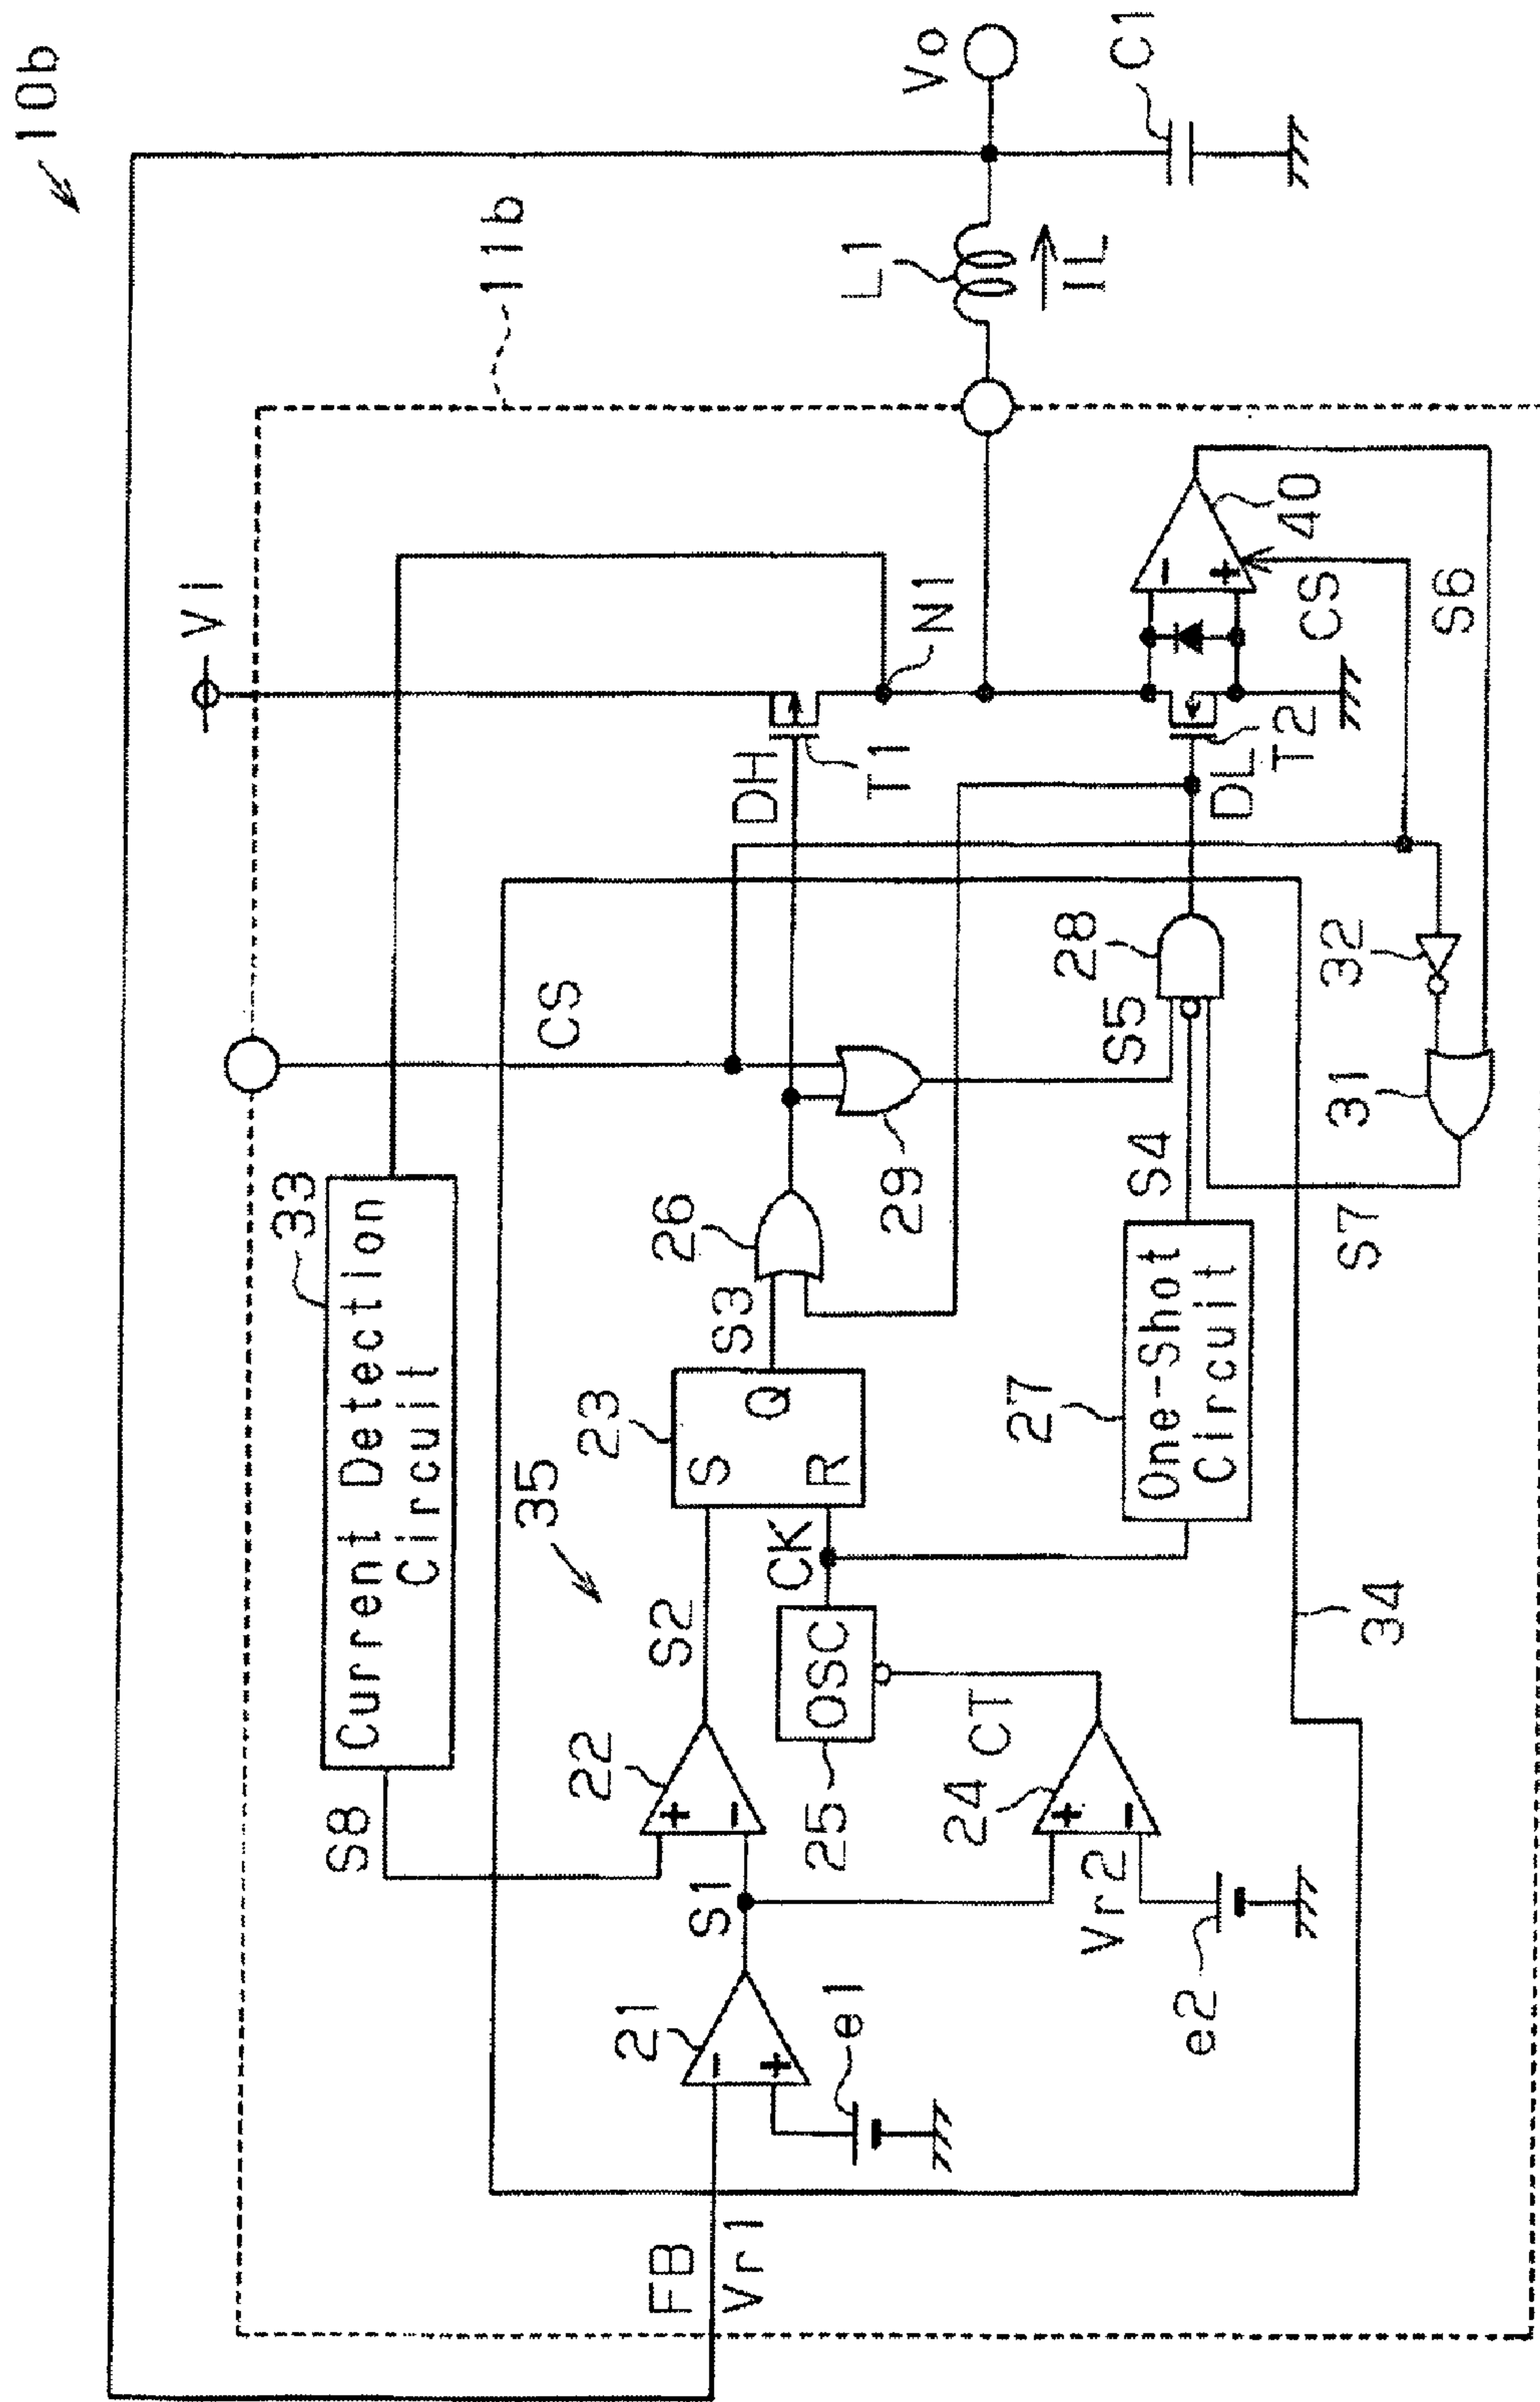 10b
11b
Vi
Vo
C1
L1
IL
N1
CS
DH
T1
DL
T2
40
CS
S6
33
Current Detection
Circuit
S8
35
S2
22
23
S
Q
R
S3
26
29
S5
28
32
31
S7
S4
27
One-Shot
Circuit
CK
OSC
25
CT
24
34
S1
21
e1
Vr2
e2
FB
Vr1